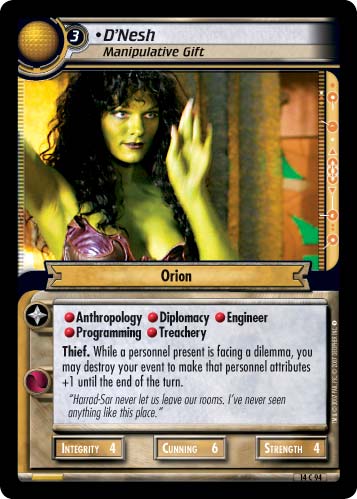 3 •D'Nesh
Manipulative Gift
Orion
Anthropology Diplomacy Engineer
Programming Treachery
Thief. While a personnel present is facing a dilemma, you
may destroy your event to make that personnel attributes
+1 until the end of the turn.
"Harrad-Sar never let us leave our rooms. I've never seen
anything like this place."
INTEGRITY 4 CUNNING 6 STRENGTH 4
14 C 94